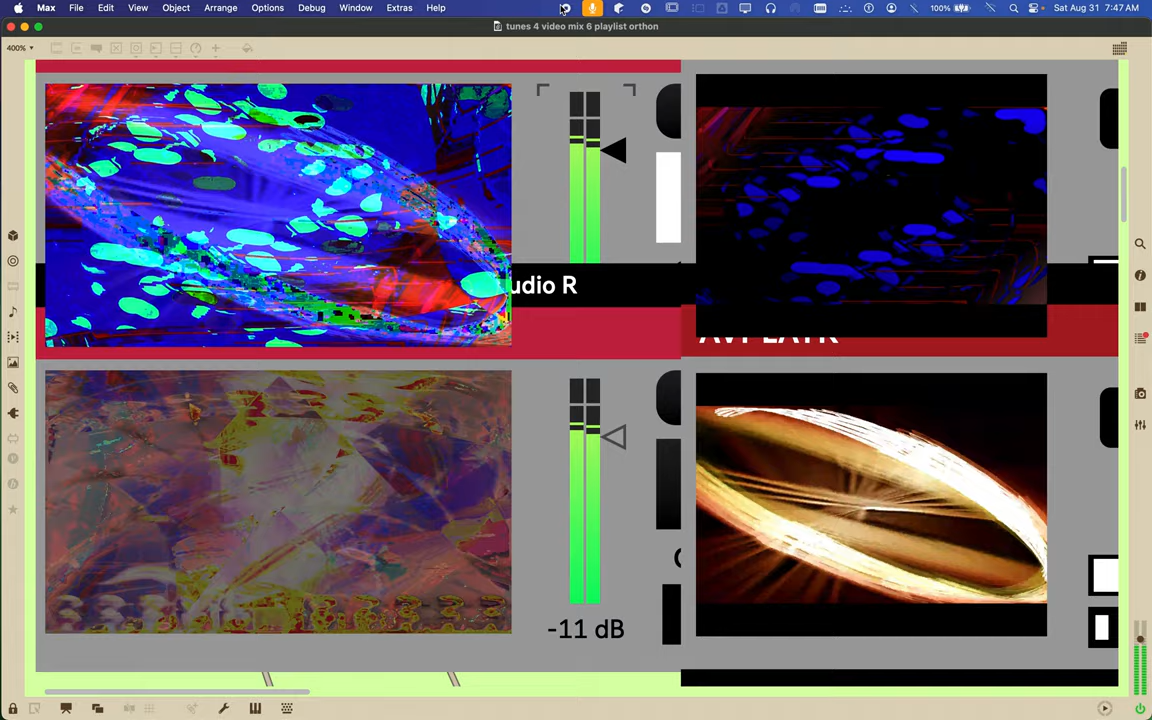 Max File Edit View Object Arrange Options Debug Window Extras Help 100% Sat Aug 31 7:47 AM
tunes 4 video mix 6 playlist orthon
400%
udio R
-11 dB